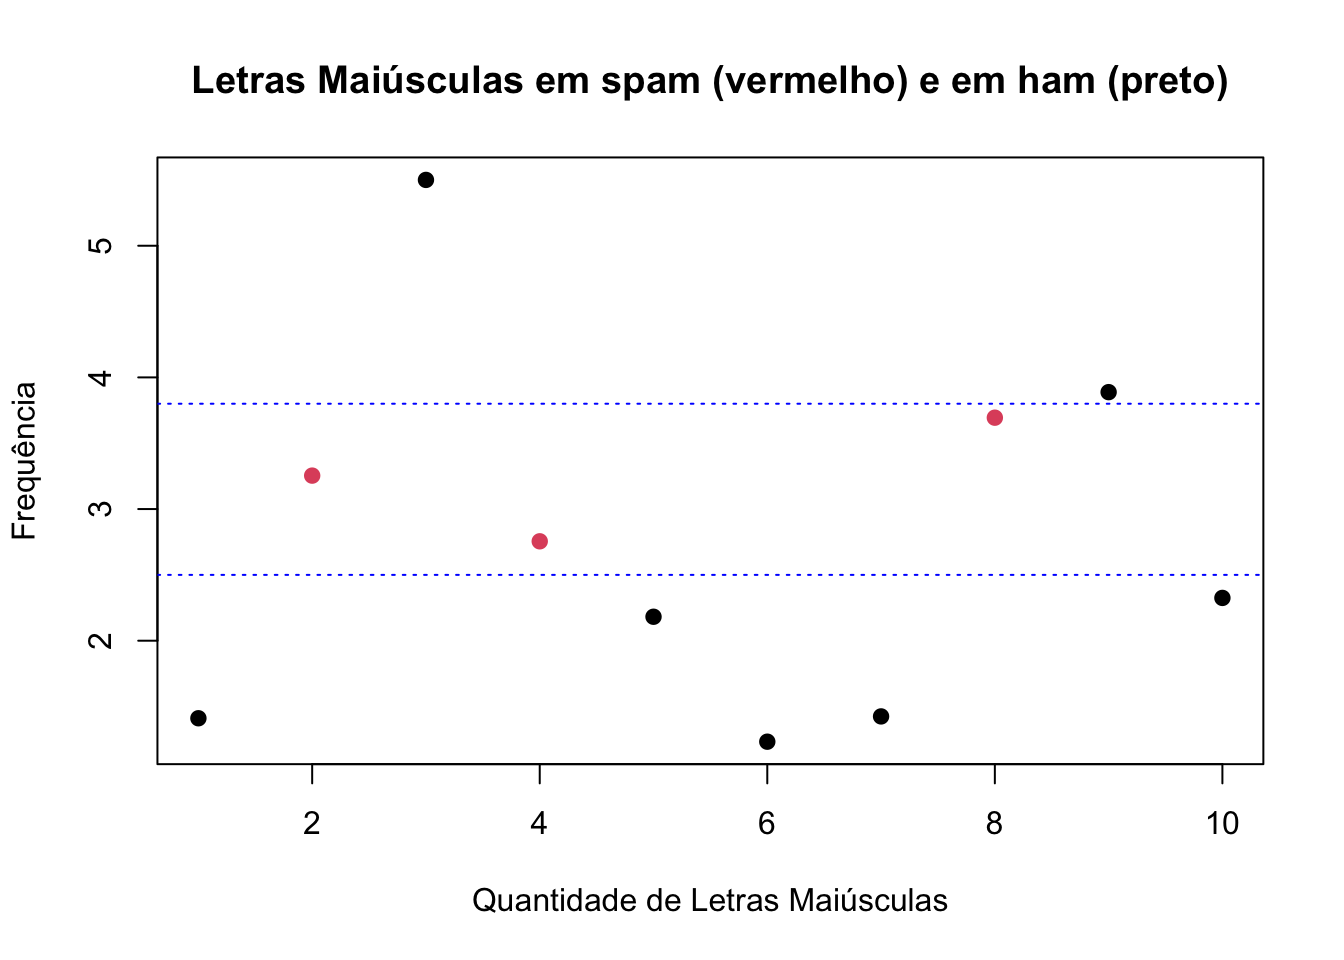 Letras Maiúsculas em spam (vermelho) e em ham (preto)
Frequência
5
4
3
2
2 4 6 8 10
Quantidade de Letras Maiúsculas